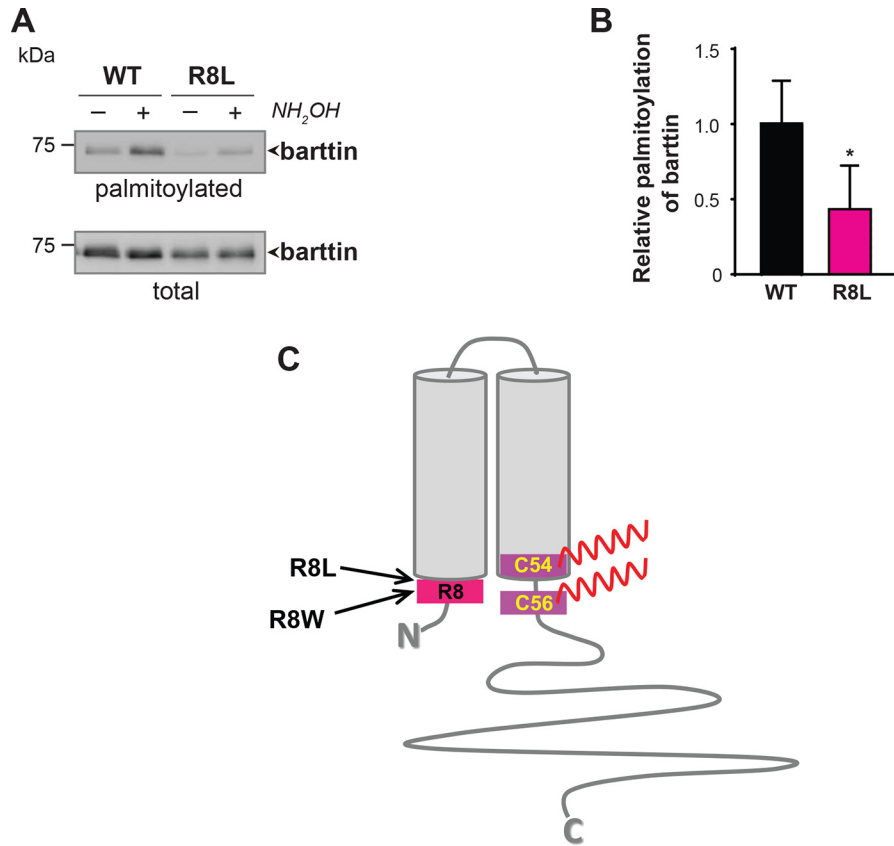 A
kDa
WT R8L
– + – + NH2OH
75 barttin
palmitoylated
75 barttin
total
B
Relative palmitoylation
of barttin
1.5
1.0
*
0.5
0
WT R8L
C
R8L
R8W
R8
C54
C56
N
C